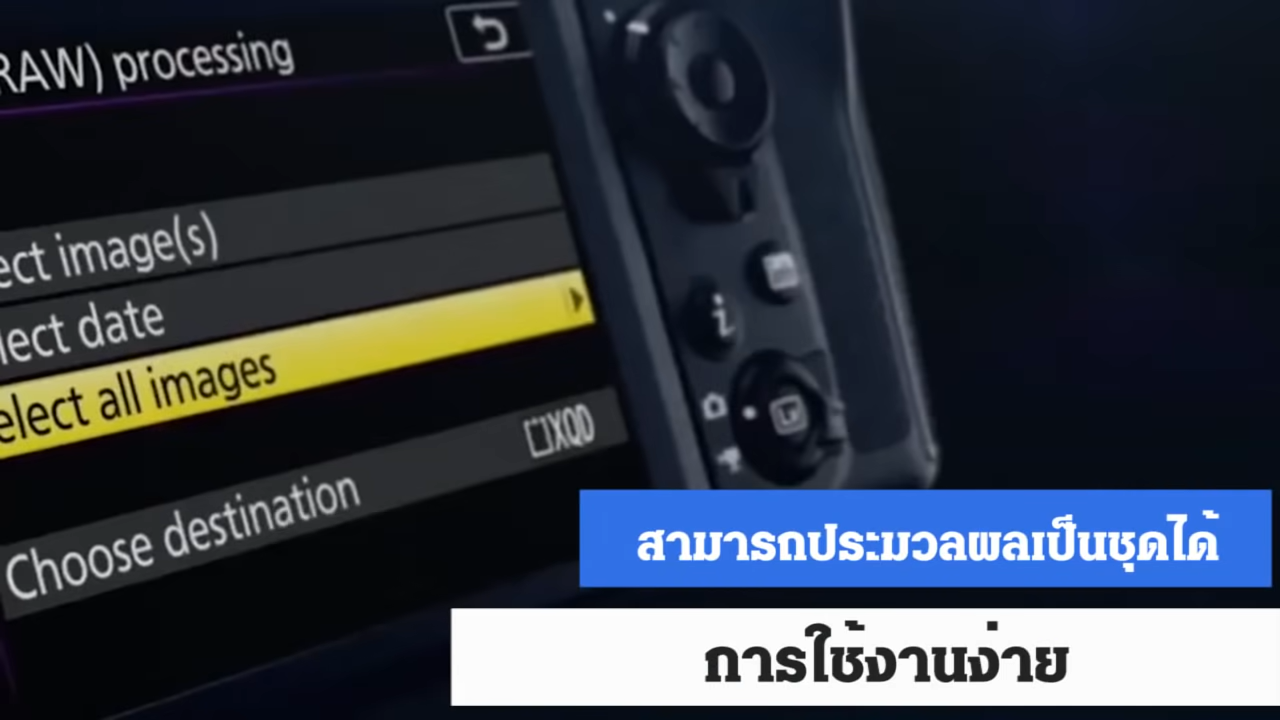 RAW) processing
ect image(s)
lect date
elect all images
XQD
Choose destination
i
Lv
สามารถประมวลผลเป็นชุดได้
การใช้งานง่าย